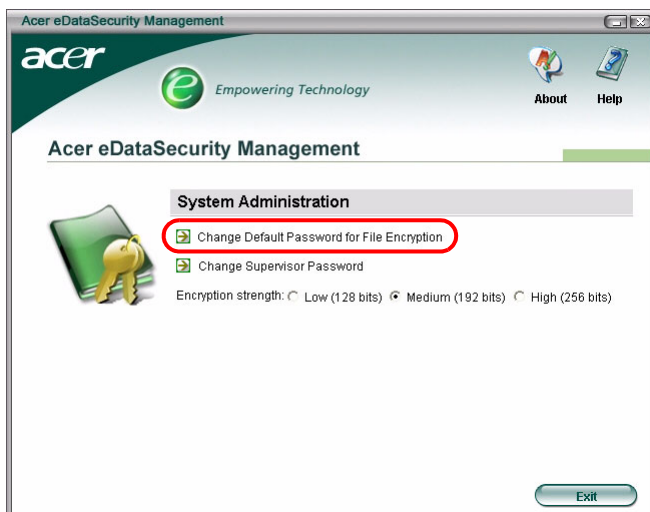 Acer eDataSecurity Management
acer
e Empowering Technology
About Help
Acer eDataSecurity Management
System Administration
Change Default Password for File Encryption
Change Supervisor Password
Encryption strength: Low (128 bits) Medium (192 bits) High (256 bits)
Exit